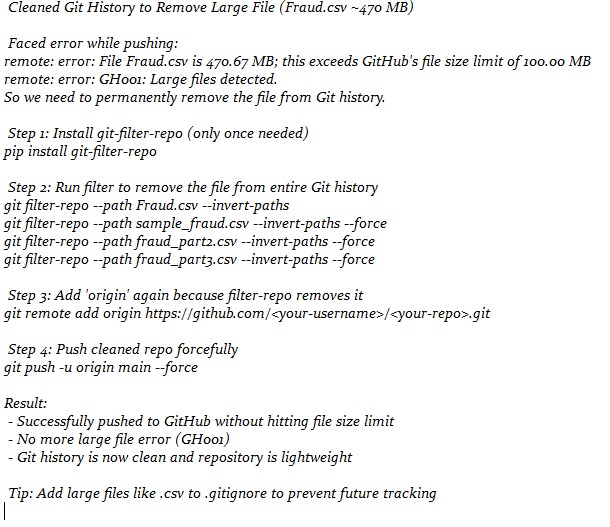 Cleaned Git History to Remove Large File (Fraud.csv ~470 MB)
Faced error while pushing:
remote: error: File Fraud.csv is 470.67 MB; this exceeds GitHub's file size limit of 100.00 MB
remote: error: GH001: Large files detected.
So we need to permanently remove the file from Git history.
Step 1: Install git-filter-repo (only once needed)
pip install git-filter-repo
Step 2: Run filter to remove the file from entire Git history
git filter-repo --path Fraud.csv --invert-paths
git filter-repo --path sample_fraud.csv --invert-paths --force
git filter-repo --path fraud_part2.csv --invert-paths --force
git filter-repo --path fraud_part3.csv --invert-paths --force
Step 3: Add 'origin' again because filter-repo removes it
git remote add origin https://github.com/<your-username>/<your-repo>.git
Step 4: Push cleaned repo forcefully
git push -u origin main --force
Result:
- Successfully pushed to GitHub without hitting file size limit
- No more large file error (GH001)
- Git history is now clean and repository is lightweight
Tip: Add large files like .csv to .gitignore to prevent future tracking